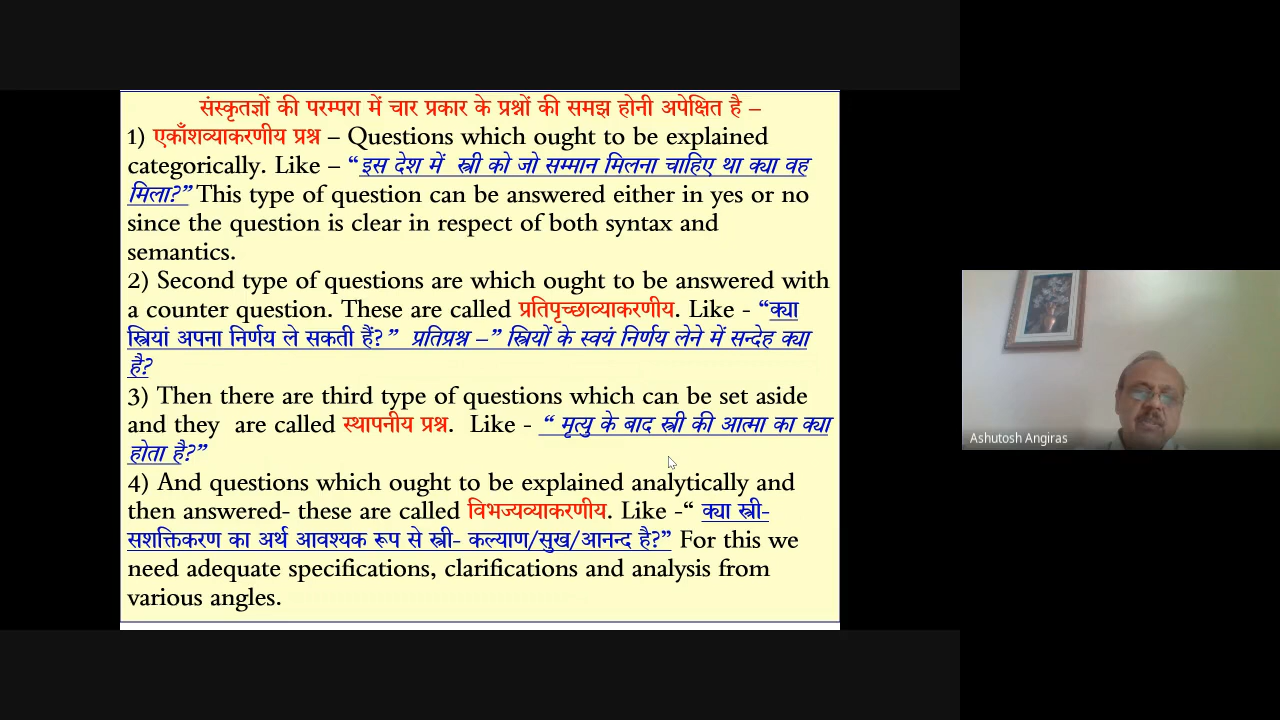 संस्कृतज्ञों की परम्परा में चार प्रकार के प्रश्नों की समझ होनी अपेक्षित है –
1) एकाँशव्याकरणीय प्रश्न – Questions which ought to be explained
categorically. Like – “इस देश में स्त्री को जो सम्मान मिलना चाहिए था क्या वह
मिला?” This type of question can be answered either in yes or no
since the question is clear in respect of both syntax and
semantics.
2) Second type of questions are which ought to be answered with
a counter question. These are called प्रतिपृच्छाव्याकरणीय. Like - “क्या
स्त्रियां अपना निर्णय ले सकती हैं?” प्रतिप्रश्न –” स्त्रियों के स्वयं निर्णय लेने में सन्देह क्या
है?
3) Then there are third type of questions which can be set aside
and they are called स्थापनीय प्रश्न. Like - “ मृत्यु के बाद स्त्री की आत्मा का क्या
होता है?”
4) And questions which ought to be explained analytically and
then answered- these are called विभज्यव्याकरणीय. Like -“ क्या स्त्री-
सशक्तिकरण का अर्थ आवश्यक रूप से स्त्री- कल्याण/सुख/आनन्द है?” For this we
need adequate specifications, clarifications and analysis from
various angles.
Ashutosh Angiras